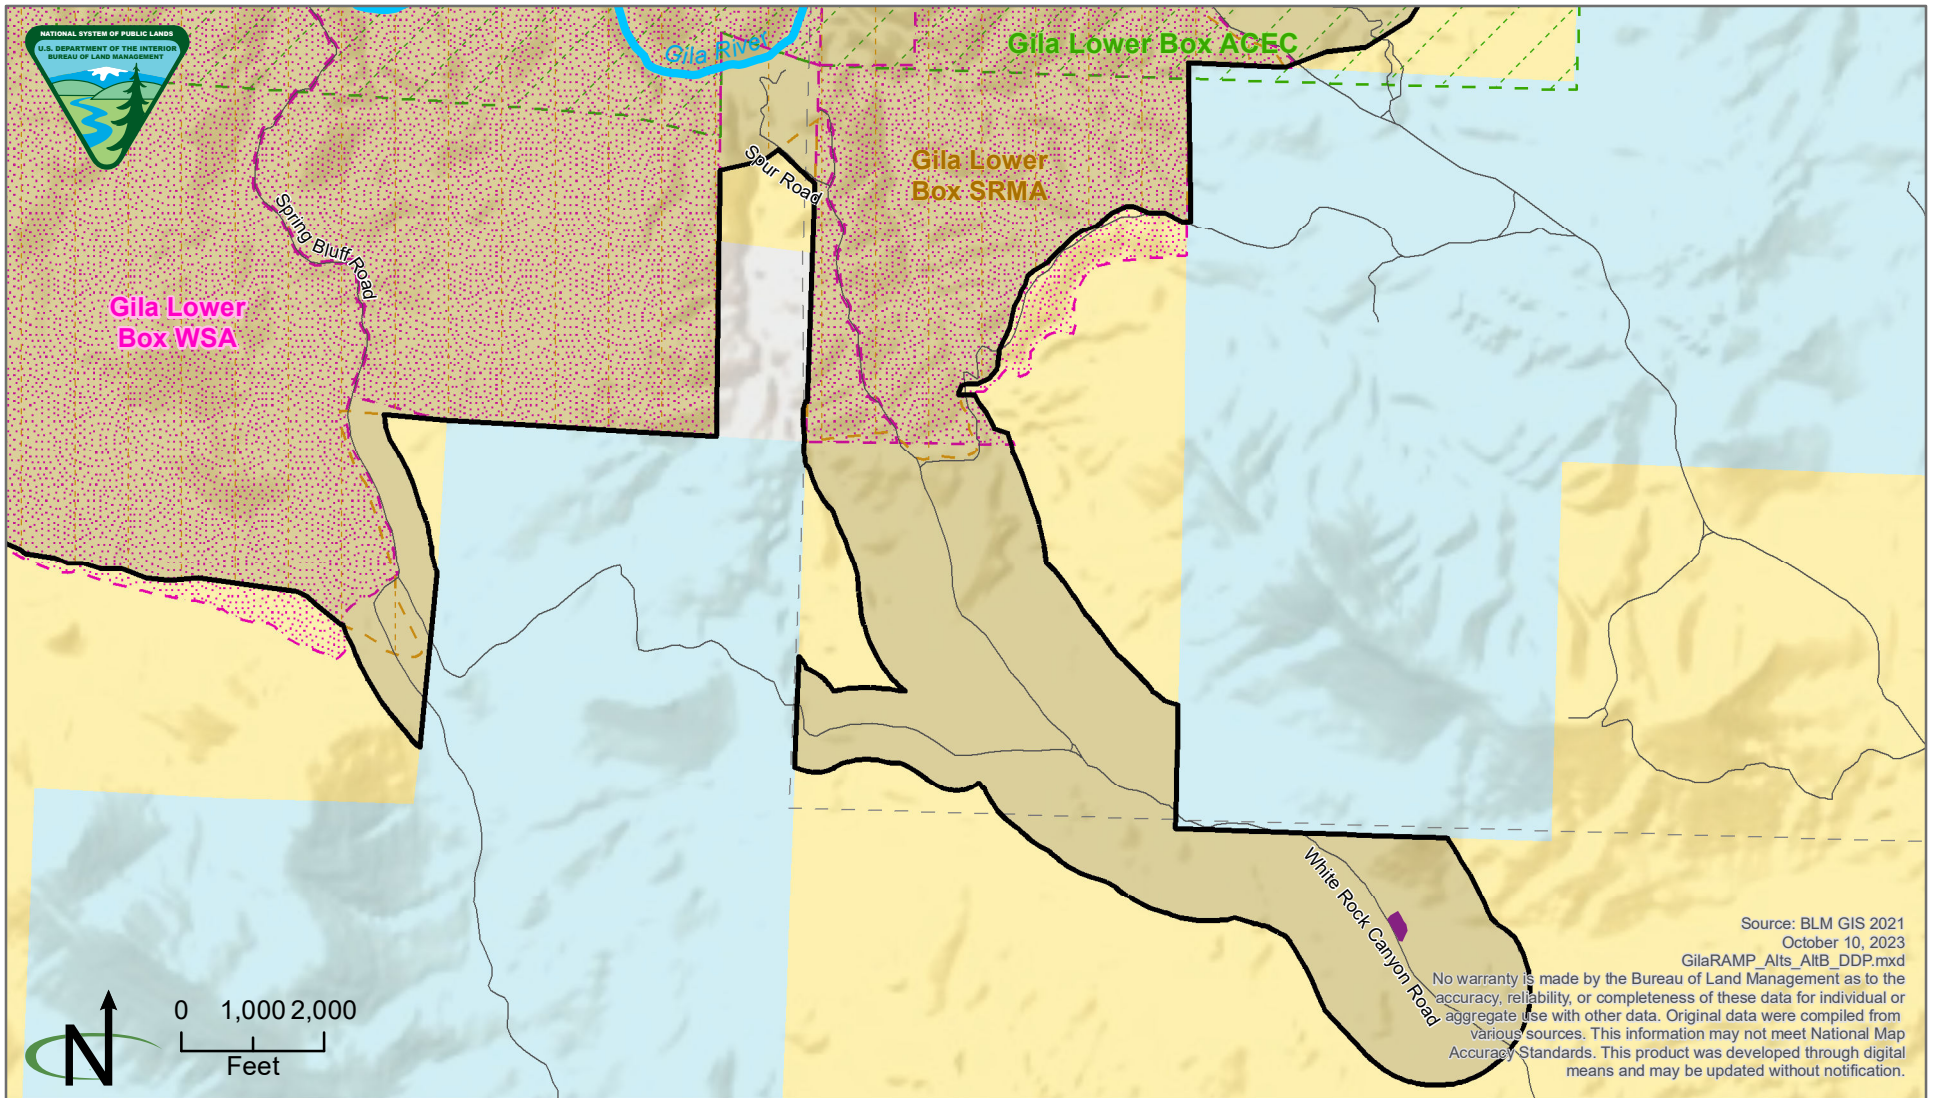 NATIONAL SYSTEM OF PUBLIC LANDS
U.S. DEPARTMENT OF THE INTERIOR
BUREAU OF LAND MANAGEMENT
Gila River
Gila Lower Box ACEC
Spur Road
Gila Lower
Box SRMA
Spring Bluff Road
Gila Lower
Box WSA
White Rock Canyon Road
Source: BLM GIS 2021
October 10, 2023
GilaRAMP_Alts_AltB_DDP.mxd
No warranty is made by the Bureau of Land Management as to the
accuracy, reliability, or completeness of these data for individual or
aggregate use with other data. Original data were compiled from
various sources. This information may not meet National Map
Accuracy Standards. This product was developed through digital
means and may be updated without notification.
N
0 1,000 2,000
Feet